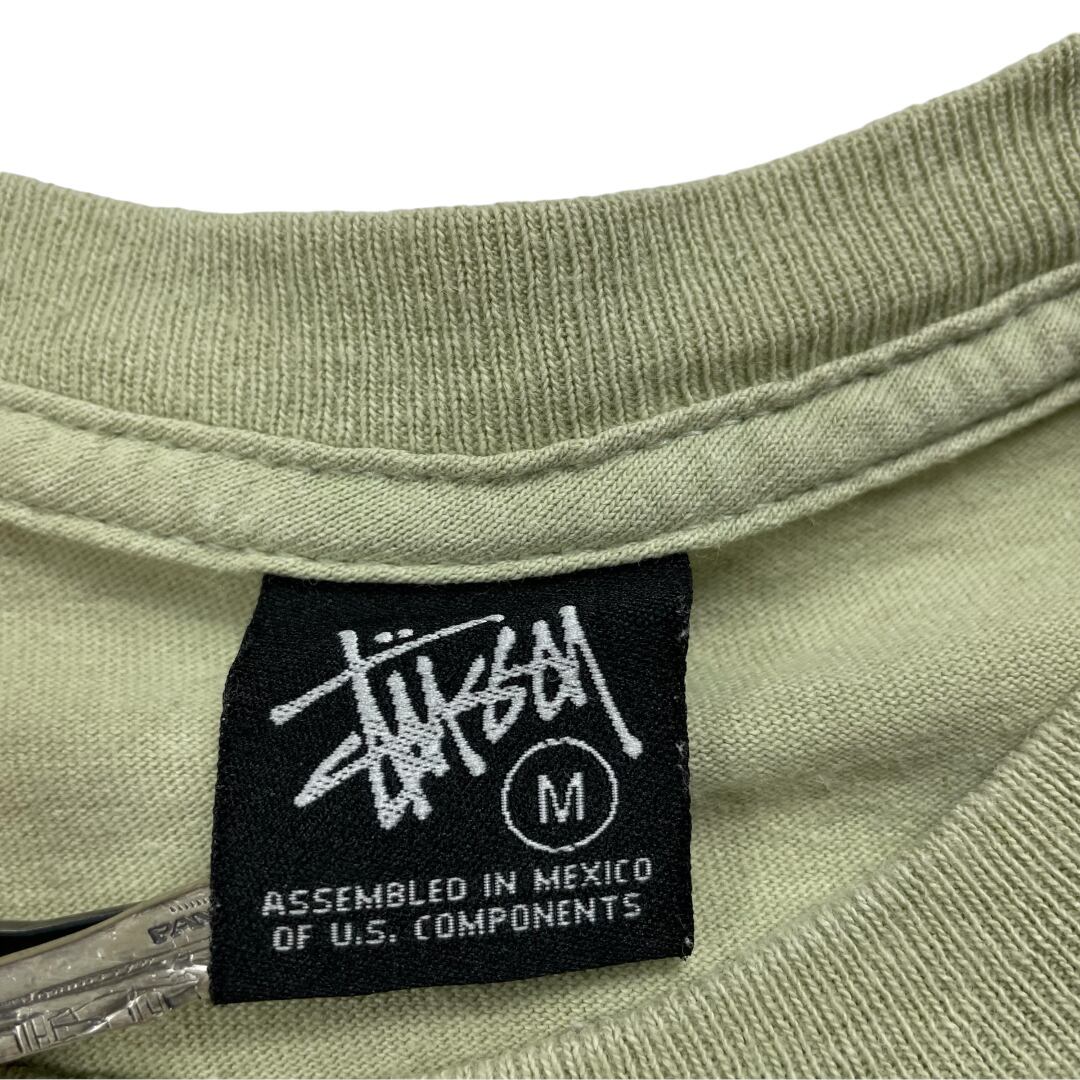 Stüssy
M
ASSEMBLED IN MEXICO
OF U.S. COMPONENTS